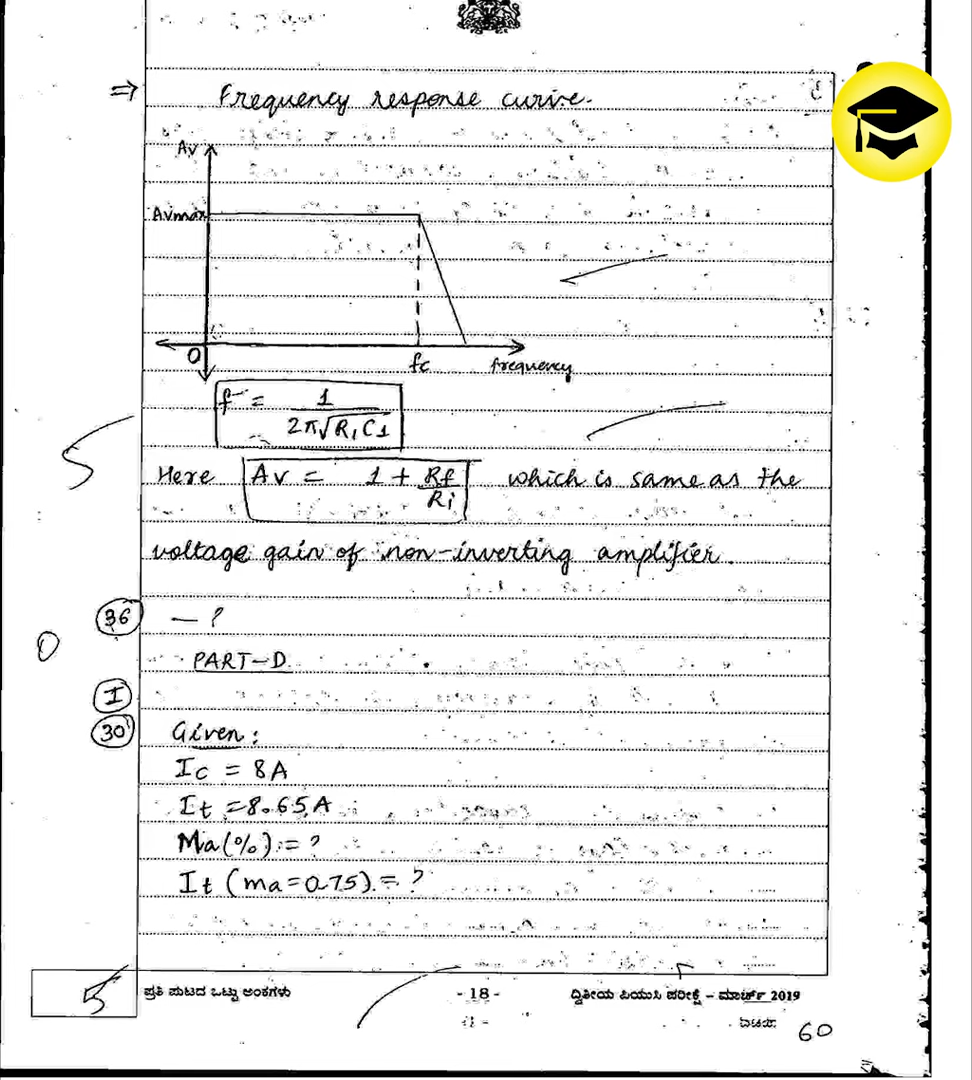 ⇒ Frequency response curve.
Av
Avmax
0
fc
frequency
f = 1 / 2π√R1C1
5
Here Av = 1 + Rf/Ri which is same as the
voltage gain of non-inverting amplifier.
36 — ?
0
PART-D
I
30 Given:
Ic = 8A
It = 8.65A
Ma(%) = ?
It (ma=0.75) = ?
5
ಪ್ರತಿ ಪುಟದ ಒಟ್ಟು ಅಂಕಗಳು - 18 - ದ್ವಿತೀಯ ಪಿಯುಸಿ ಪರೀಕ್ಷೆ – ಮಾರ್ಚ್ 2019
60